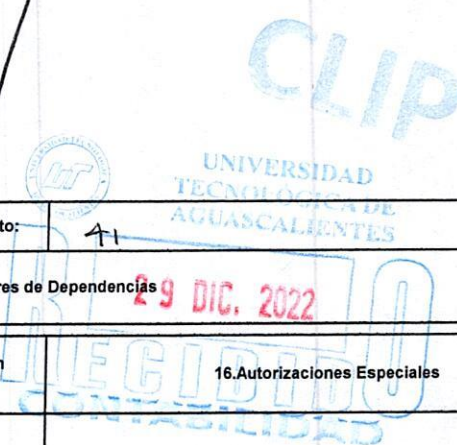 CLIP
UNIVERSIDAD
TECNOLÓGICA DE
AGUASCALIENTES
to: 41
res de Dependencias
29 DIC. 2022
RECIBIDO
n
16.Autorizaciones Especiales
CONTABILIDAD